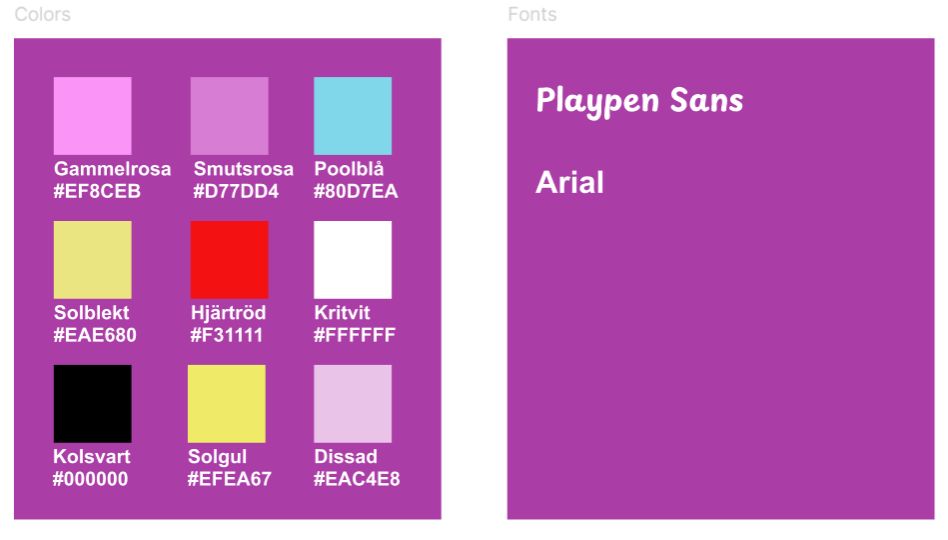 Colors
Gammelrosa
#EF8CEB
Smutsrosa
#D77DD4
Poolblå
#80D7EA
Solblekt
#EAE680
Hjärtröd
#F31111
Kritvit
#FFFFFF
Kolsvart
#000000
Solgul
#EFEA67
Dissad
#EAC4E8
Fonts
Playpen Sans
Arial